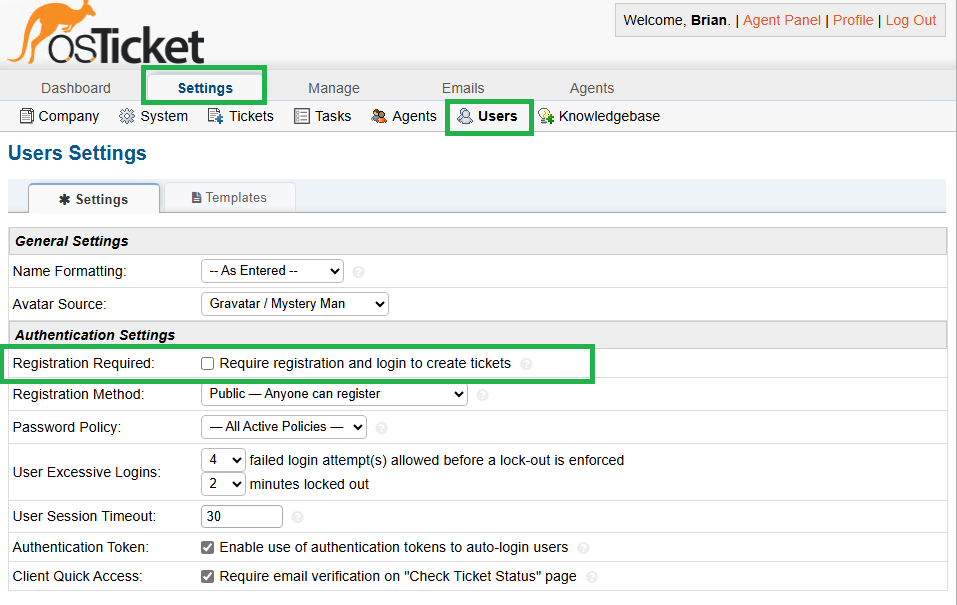 osTicket
Welcome, Brian. | Agent Panel | Profile | Log Out
Dashboard Settings Manage Emails Agents
Company System Tickets Tasks Agents Users Knowledgebase
Users Settings
Settings Templates
General Settings
Name Formatting: -- As Entered --
Avatar Source: Gravatar / Mystery Man
Authentication Settings
Registration Required: Require registration and login to create tickets
Registration Method: Public — Anyone can register
Password Policy: — All Active Policies —
User Excessive Logins: 4 failed login attempt(s) allowed before a lock-out is enforced
2 minutes locked out
User Session Timeout: 30
Authentication Token: Enable use of authentication tokens to auto-login users
Client Quick Access: Require email verification on "Check Ticket Status" page